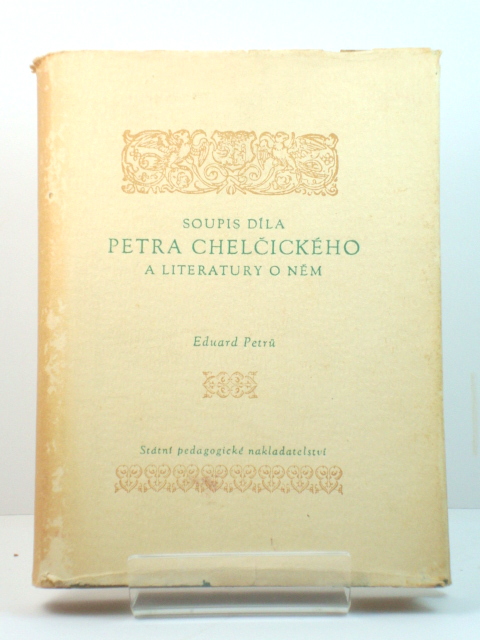 SOUPIS DÍLA
PETRA CHELČICKÉHO
A LITERATURY O NĚM
Eduard Petrů
Státní pedagogické nakladatelství